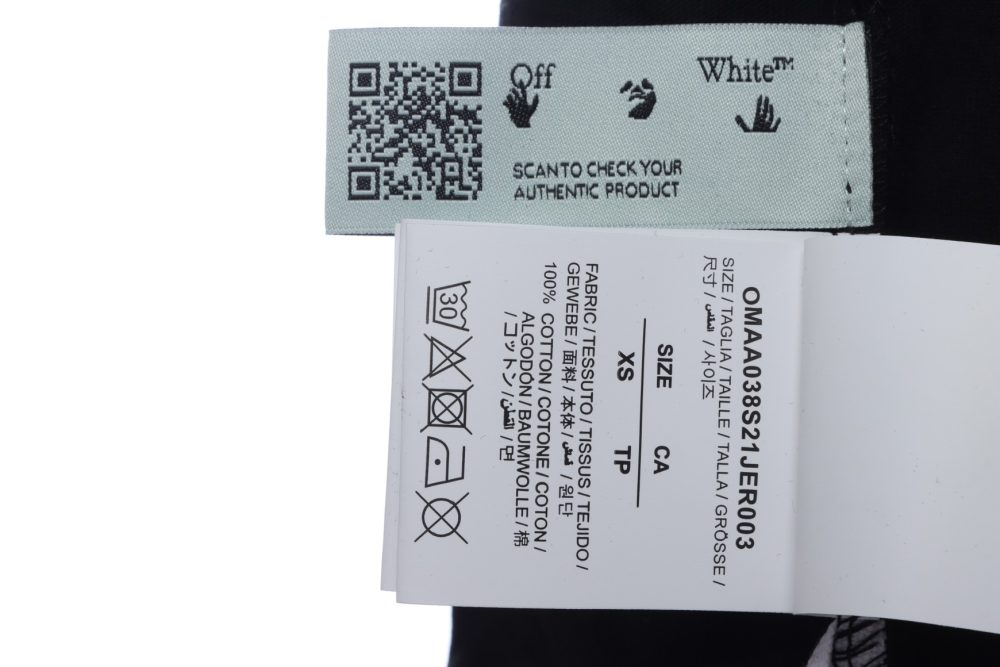 Off White™
SCAN TO CHECK YOUR
AUTHENTIC PRODUCT
OMAA038S21JER003
SIZE / TAGLIA / TAILLE / TALLA / GRÖSSE /
尺寸 / المقاس / 사이즈
SIZE CA
XS TP
FABRIC / TESSUTO / TISSUS / TEJIDO /
GEWEBE / 面料 / 本体 / قماش / 원단
100% COTTON / COTONE / COTON /
ALGODÓN / BAUMWOLLE / 棉
/ コットン / القطن / 면
30